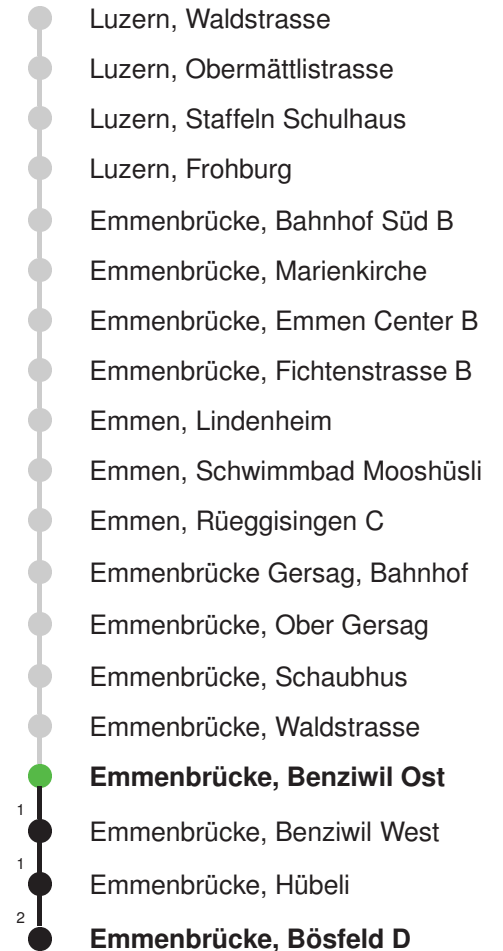 Luzern, Waldstrasse
Luzern, Obermättlistrasse
Luzern, Staffeln Schulhaus
Luzern, Frohburg
Emmenbrücke, Bahnhof Süd B
Emmenbrücke, Marienkirche
Emmenbrücke, Emmen Center B
Emmenbrücke, Fichtenstrasse B
Emmen, Lindenheim
Emmen, Schwimmbad Mooshüsli
Emmen, Rüeggisingen C
Emmenbrücke Gersag, Bahnhof
Emmenbrücke, Ober Gersag
Emmenbrücke, Schaubhus
Emmenbrücke, Waldstrasse
Emmenbrücke, Benziwil Ost
1 Emmenbrücke, Benziwil West
1 Emmenbrücke, Hübeli
2 Emmenbrücke, Bösfeld D